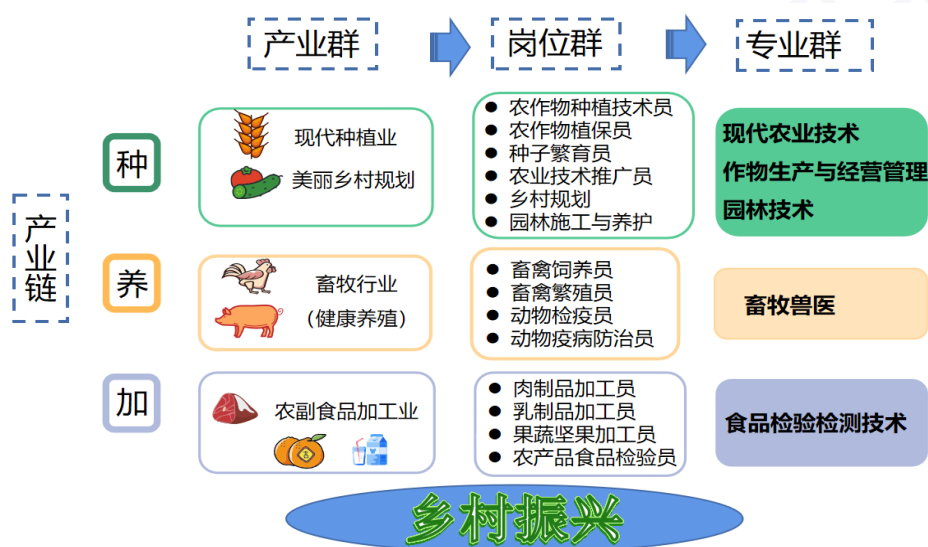 产业群
岗位群
专业群
产业链
种
现代种植业
美丽乡村规划
● 农作物种植技术员
● 农作物植保员
● 种子繁育员
● 农业技术推广员
● 乡村规划
● 园林施工与养护
现代农业技术
作物生产与经营管理
园林技术
养
畜牧行业
（健康养殖）
● 畜禽饲养员
● 畜禽繁殖员
● 动物检疫员
● 动物疫病防治员
畜牧兽医
加
农副食品加工业
● 肉制品加工员
● 乳制品加工员
● 果蔬坚果加工员
● 农产品食品检验员
食品检验检测技术
乡村振兴